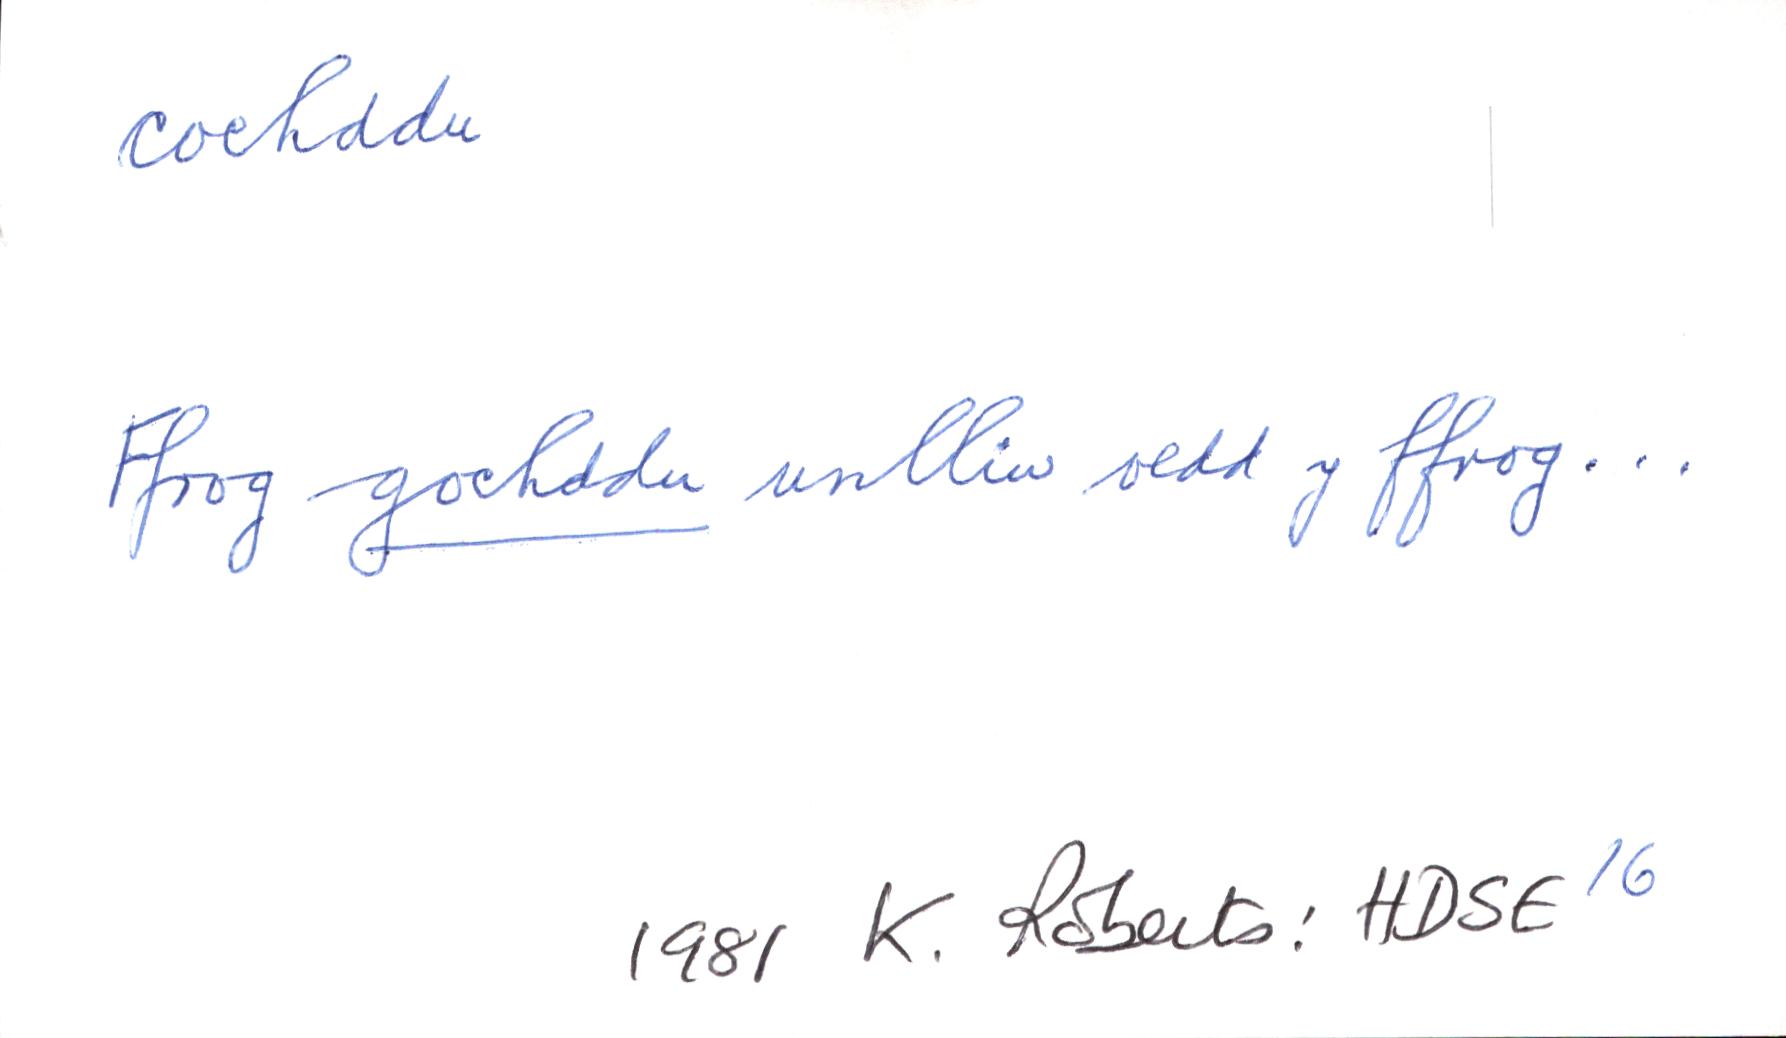 cochddu
Ffrog gochddu unlliw oedd y ffrog...
1981 K. Roberts: HDSE 16